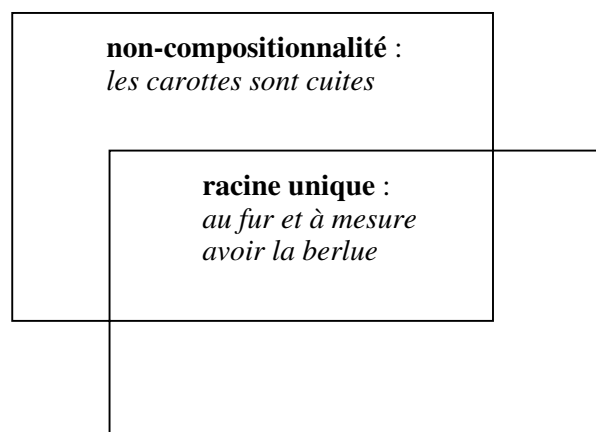 non-compositionnalité :
les carottes sont cuites
racine unique :
au fur et à mesure
avoir la berlue